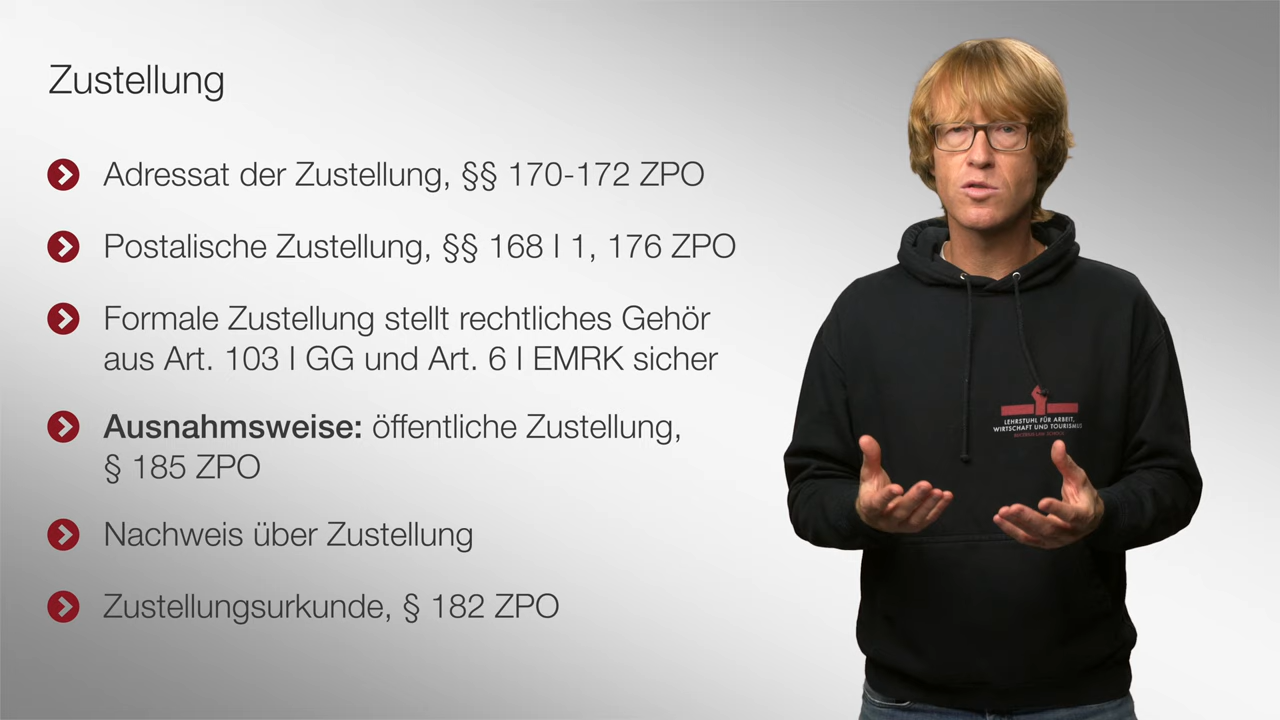 Zustellung
Adressat der Zustellung, §§ 170-172 ZPO
Postalische Zustellung, §§ 168 I 1, 176 ZPO
Formale Zustellung stellt rechtliches Gehör
aus Art. 103 I GG und Art. 6 I EMRK sicher
Ausnahmsweise: öffentliche Zustellung,
§ 185 ZPO
Nachweis über Zustellung
Zustellungsurkunde, § 182 ZPO
LEHRSTUHL FÜR ARBEIT,
WIRTSCHAFT UND TOURISMUS